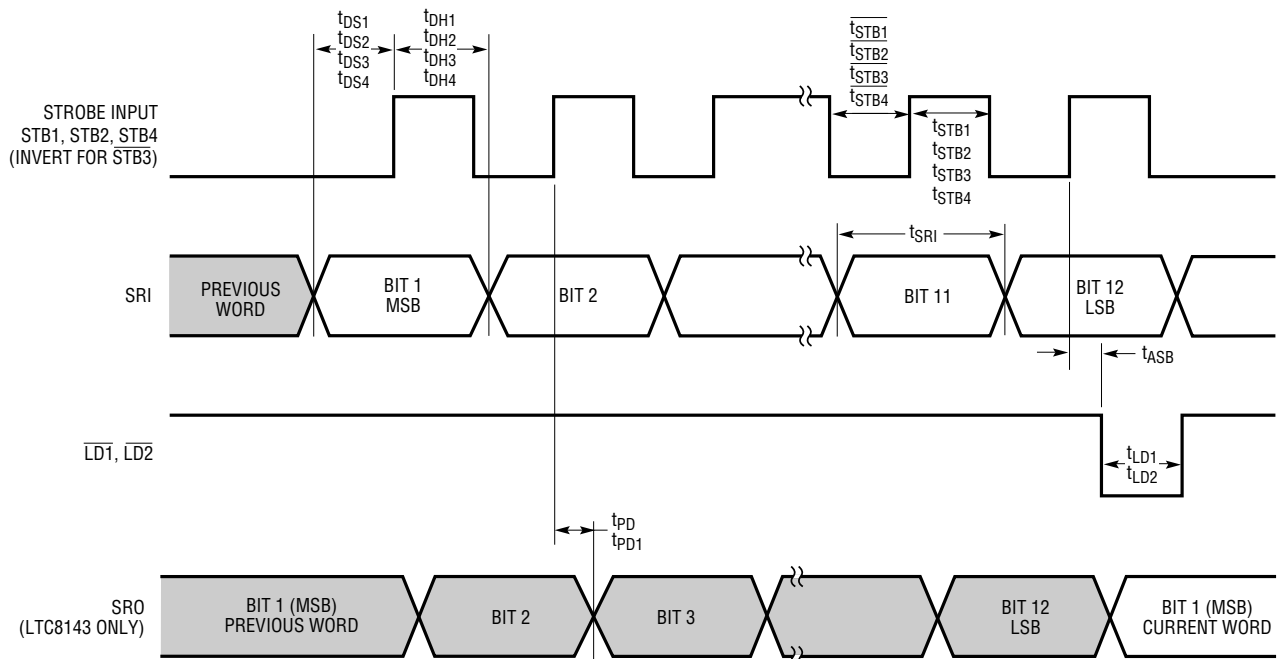 tDS1
tDS2
tDS3
tDS4
tDH1
tDH2
tDH3
tDH4
tSTB1
tSTB2
tSTB3
tSTB4
STROBE INPUT
STB1, STB2, STB4
(INVERT FOR STB3)
tSTB1
tSTB2
tSTB3
tSTB4
tSRI
SRI
PREVIOUS
WORD
BIT 1
MSB
BIT 2
BIT 11
BIT 12
LSB
tASB
LD1, LD2
tLD1
tLD2
tPD
tPD1
SRO
(LTC8143 ONLY)
BIT 1 (MSB)
PREVIOUS WORD
BIT 2
BIT 3
BIT 12
LSB
BIT 1 (MSB)
CURRENT WORD